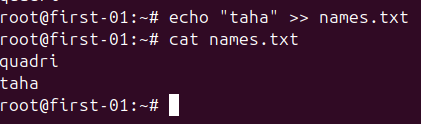 root@first-01:~# echo "taha" >> names.txt
root@first-01:~# cat names.txt
quadri
taha
root@first-01:~#